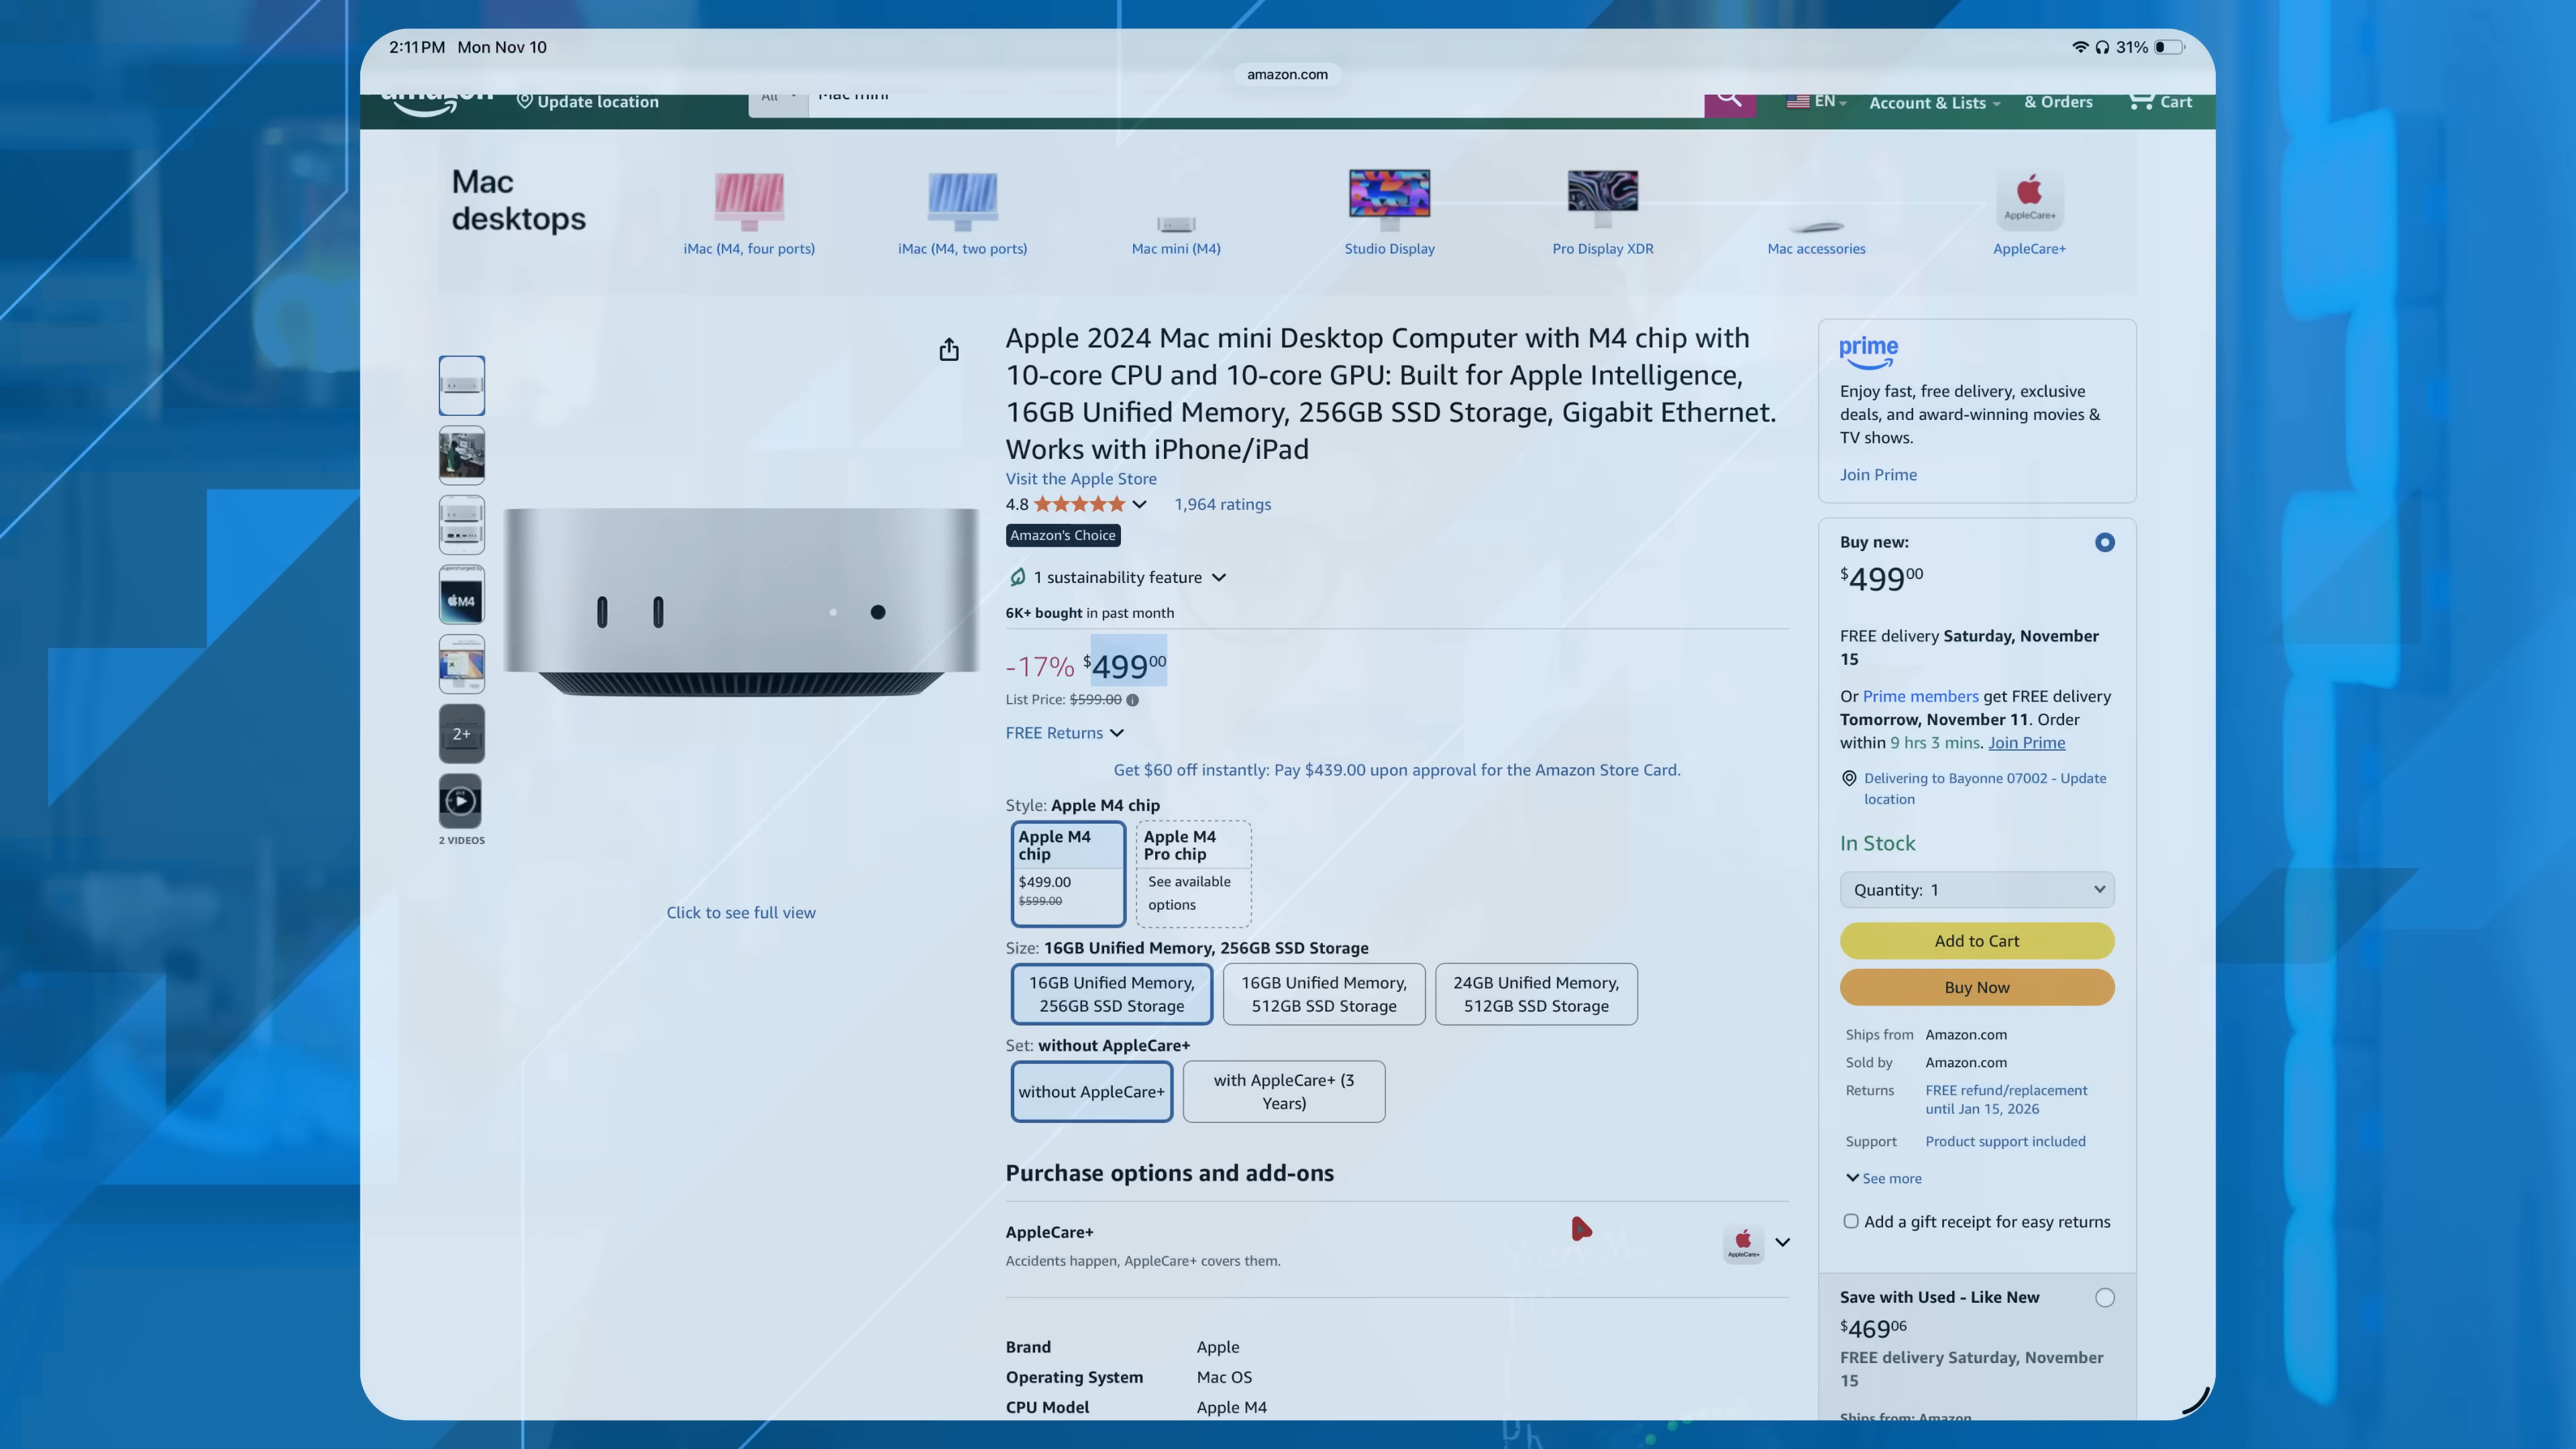 2:11 PM Mon Nov 10
31%
amazon.com
amazon
Update location
All
Mac mini
EN
Account & Lists
& Orders
Cart
Mac
desktops
iMac (M4, four ports)
iMac (M4, two ports)
Mac mini (M4)
Studio Display
Pro Display XDR
Mac accessories
AppleCare+
AppleCare+
Apple 2024 Mac mini Desktop Computer with M4 chip with
10-core CPU and 10-core GPU: Built for Apple Intelligence,
16GB Unified Memory, 256GB SSD Storage, Gigabit Ethernet.
Works with iPhone/iPad
Visit the Apple Store
4.8
1,964 ratings
Amazon's Choice
1 sustainability feature
6K+ bought in past month
-17% $499 00
List Price: $599.00
FREE Returns
Get $60 off instantly: Pay $439.00 upon approval for the Amazon Store Card.
M4
2+
2 VIDEOS
Click to see full view
Style: Apple M4 chip
Apple M4
chip
$499.00
$599.00
Apple M4
Pro chip
See available
options
Size: 16GB Unified Memory, 256GB SSD Storage
16GB Unified Memory,
256GB SSD Storage
16GB Unified Memory,
512GB SSD Storage
24GB Unified Memory,
512GB SSD Storage
Set: without AppleCare+
without AppleCare+
with AppleCare+ (3
Years)
Purchase options and add-ons
AppleCare+
Accidents happen, AppleCare+ covers them.
AppleCare+
Brand Apple
Operating System Mac OS
CPU Model Apple M4
prime
Enjoy fast, free delivery, exclusive
deals, and award-winning movies &
TV shows.
Join Prime
Buy new:
$499 00
FREE delivery Saturday, November
15
Or Prime members get FREE delivery
Tomorrow, November 11. Order
within 9 hrs 3 mins. Join Prime
Delivering to Bayonne 07002 - Update
location
In Stock
Quantity: 1
Add to Cart
Buy Now
Ships from Amazon.com
Sold by Amazon.com
Returns FREE refund/replacement
until Jan 15, 2026
Support Product support included
See more
Add a gift receipt for easy returns
Save with Used - Like New
$469 06
FREE delivery Saturday, November
15
Ships from: Amazon